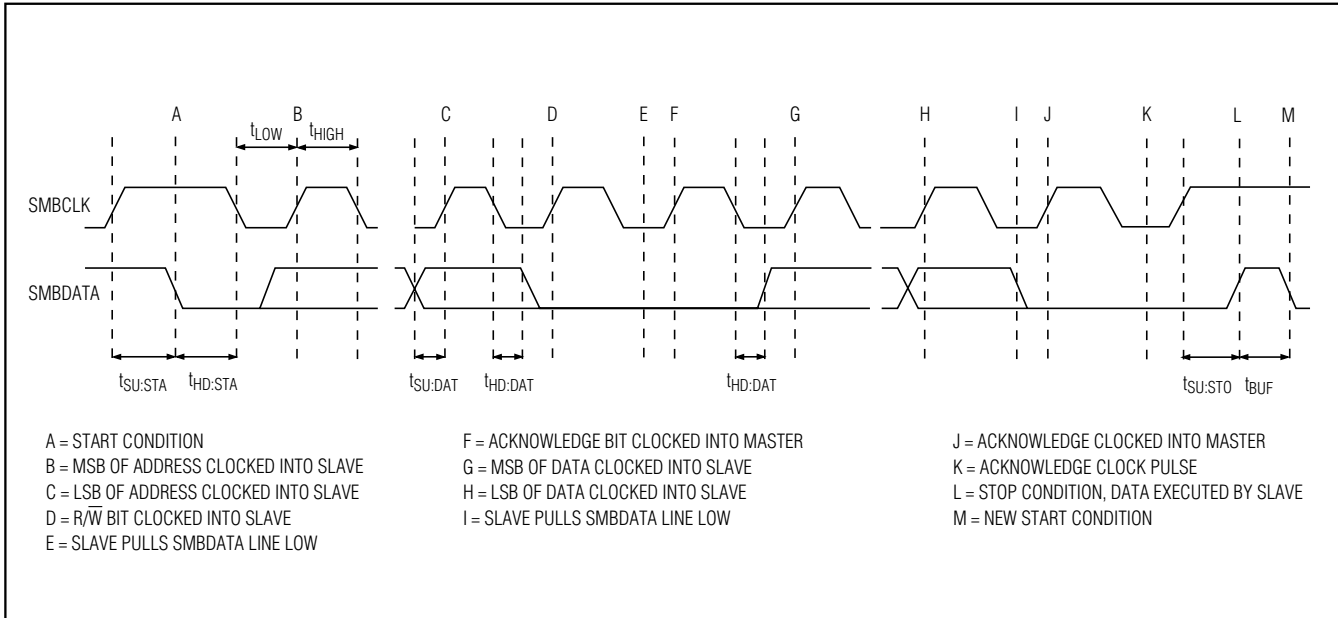 A B C D E F G H I J K L M
tLOW tHIGH
SMBCLK
SMBDATA
tSU:STA tHD:STA tSU:DAT tHD:DAT tHD:DAT tSU:STO tBUF
A = START CONDITION
B = MSB OF ADDRESS CLOCKED INTO SLAVE
C = LSB OF ADDRESS CLOCKED INTO SLAVE
D = R/W̅ BIT CLOCKED INTO SLAVE
E = SLAVE PULLS SMBDATA LINE LOW
F = ACKNOWLEDGE BIT CLOCKED INTO MASTER
G = MSB OF DATA CLOCKED INTO SLAVE
H = LSB OF DATA CLOCKED INTO SLAVE
I = SLAVE PULLS SMBDATA LINE LOW
J = ACKNOWLEDGE CLOCKED INTO MASTER
K = ACKNOWLEDGE CLOCK PULSE
L = STOP CONDITION, DATA EXECUTED BY SLAVE
M = NEW START CONDITION